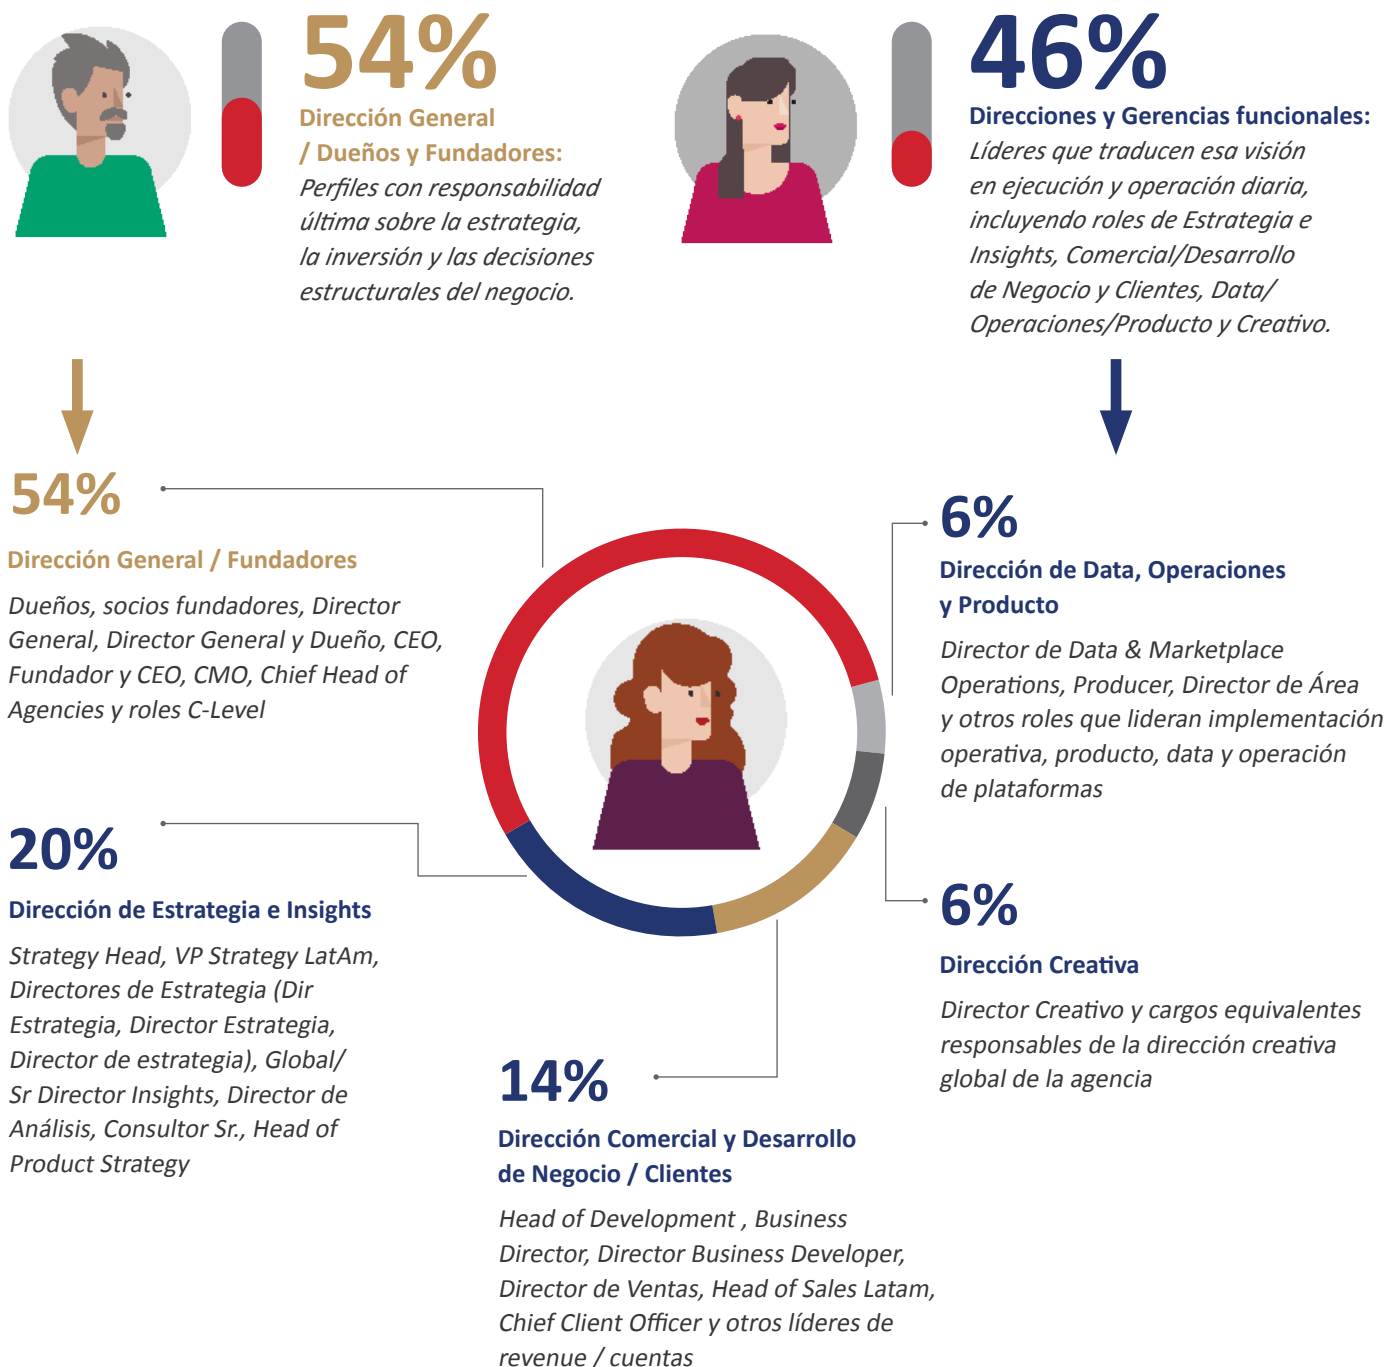 54%
Dirección General
/ Dueños y Fundadores:
Perfiles con responsabilidad
última sobre la estrategia,
la inversión y las decisiones
estructurales del negocio.
46%
Direcciones y Gerencias funcionales:
Líderes que traducen esa visión
en ejecución y operación diaria,
incluyendo roles de Estrategia e
Insights, Comercial/Desarrollo
de Negocio y Clientes, Data/
Operaciones/Producto y Creativo.
54%
Dirección General / Fundadores
Dueños, socios fundadores, Director
General, Director General y Dueño, CEO,
Fundador y CEO, CMO, Chief Head of
Agencies y roles C-Level
20%
Dirección de Estrategia e Insights
Strategy Head, VP Strategy LatAm,
Directores de Estrategia (Dir
Estrategia, Director Estrategia,
Director de estrategia), Global/
Sr Director Insights, Director de
Análisis, Consultor Sr., Head of
Product Strategy
14%
Dirección Comercial y Desarrollo
de Negocio / Clientes
Head of Development , Business
Director, Director Business Developer,
Director de Ventas, Head of Sales Latam,
Chief Client Officer y otros líderes de
revenue / cuentas
6%
Dirección de Data, Operaciones
y Producto
Director de Data & Marketplace
Operations, Producer, Director de Área
y otros roles que lideran implementación
operativa, producto, data y operación
de plataformas
6%
Dirección Creativa
Director Creativo y cargos equivalentes
responsables de la dirección creativa
global de la agencia